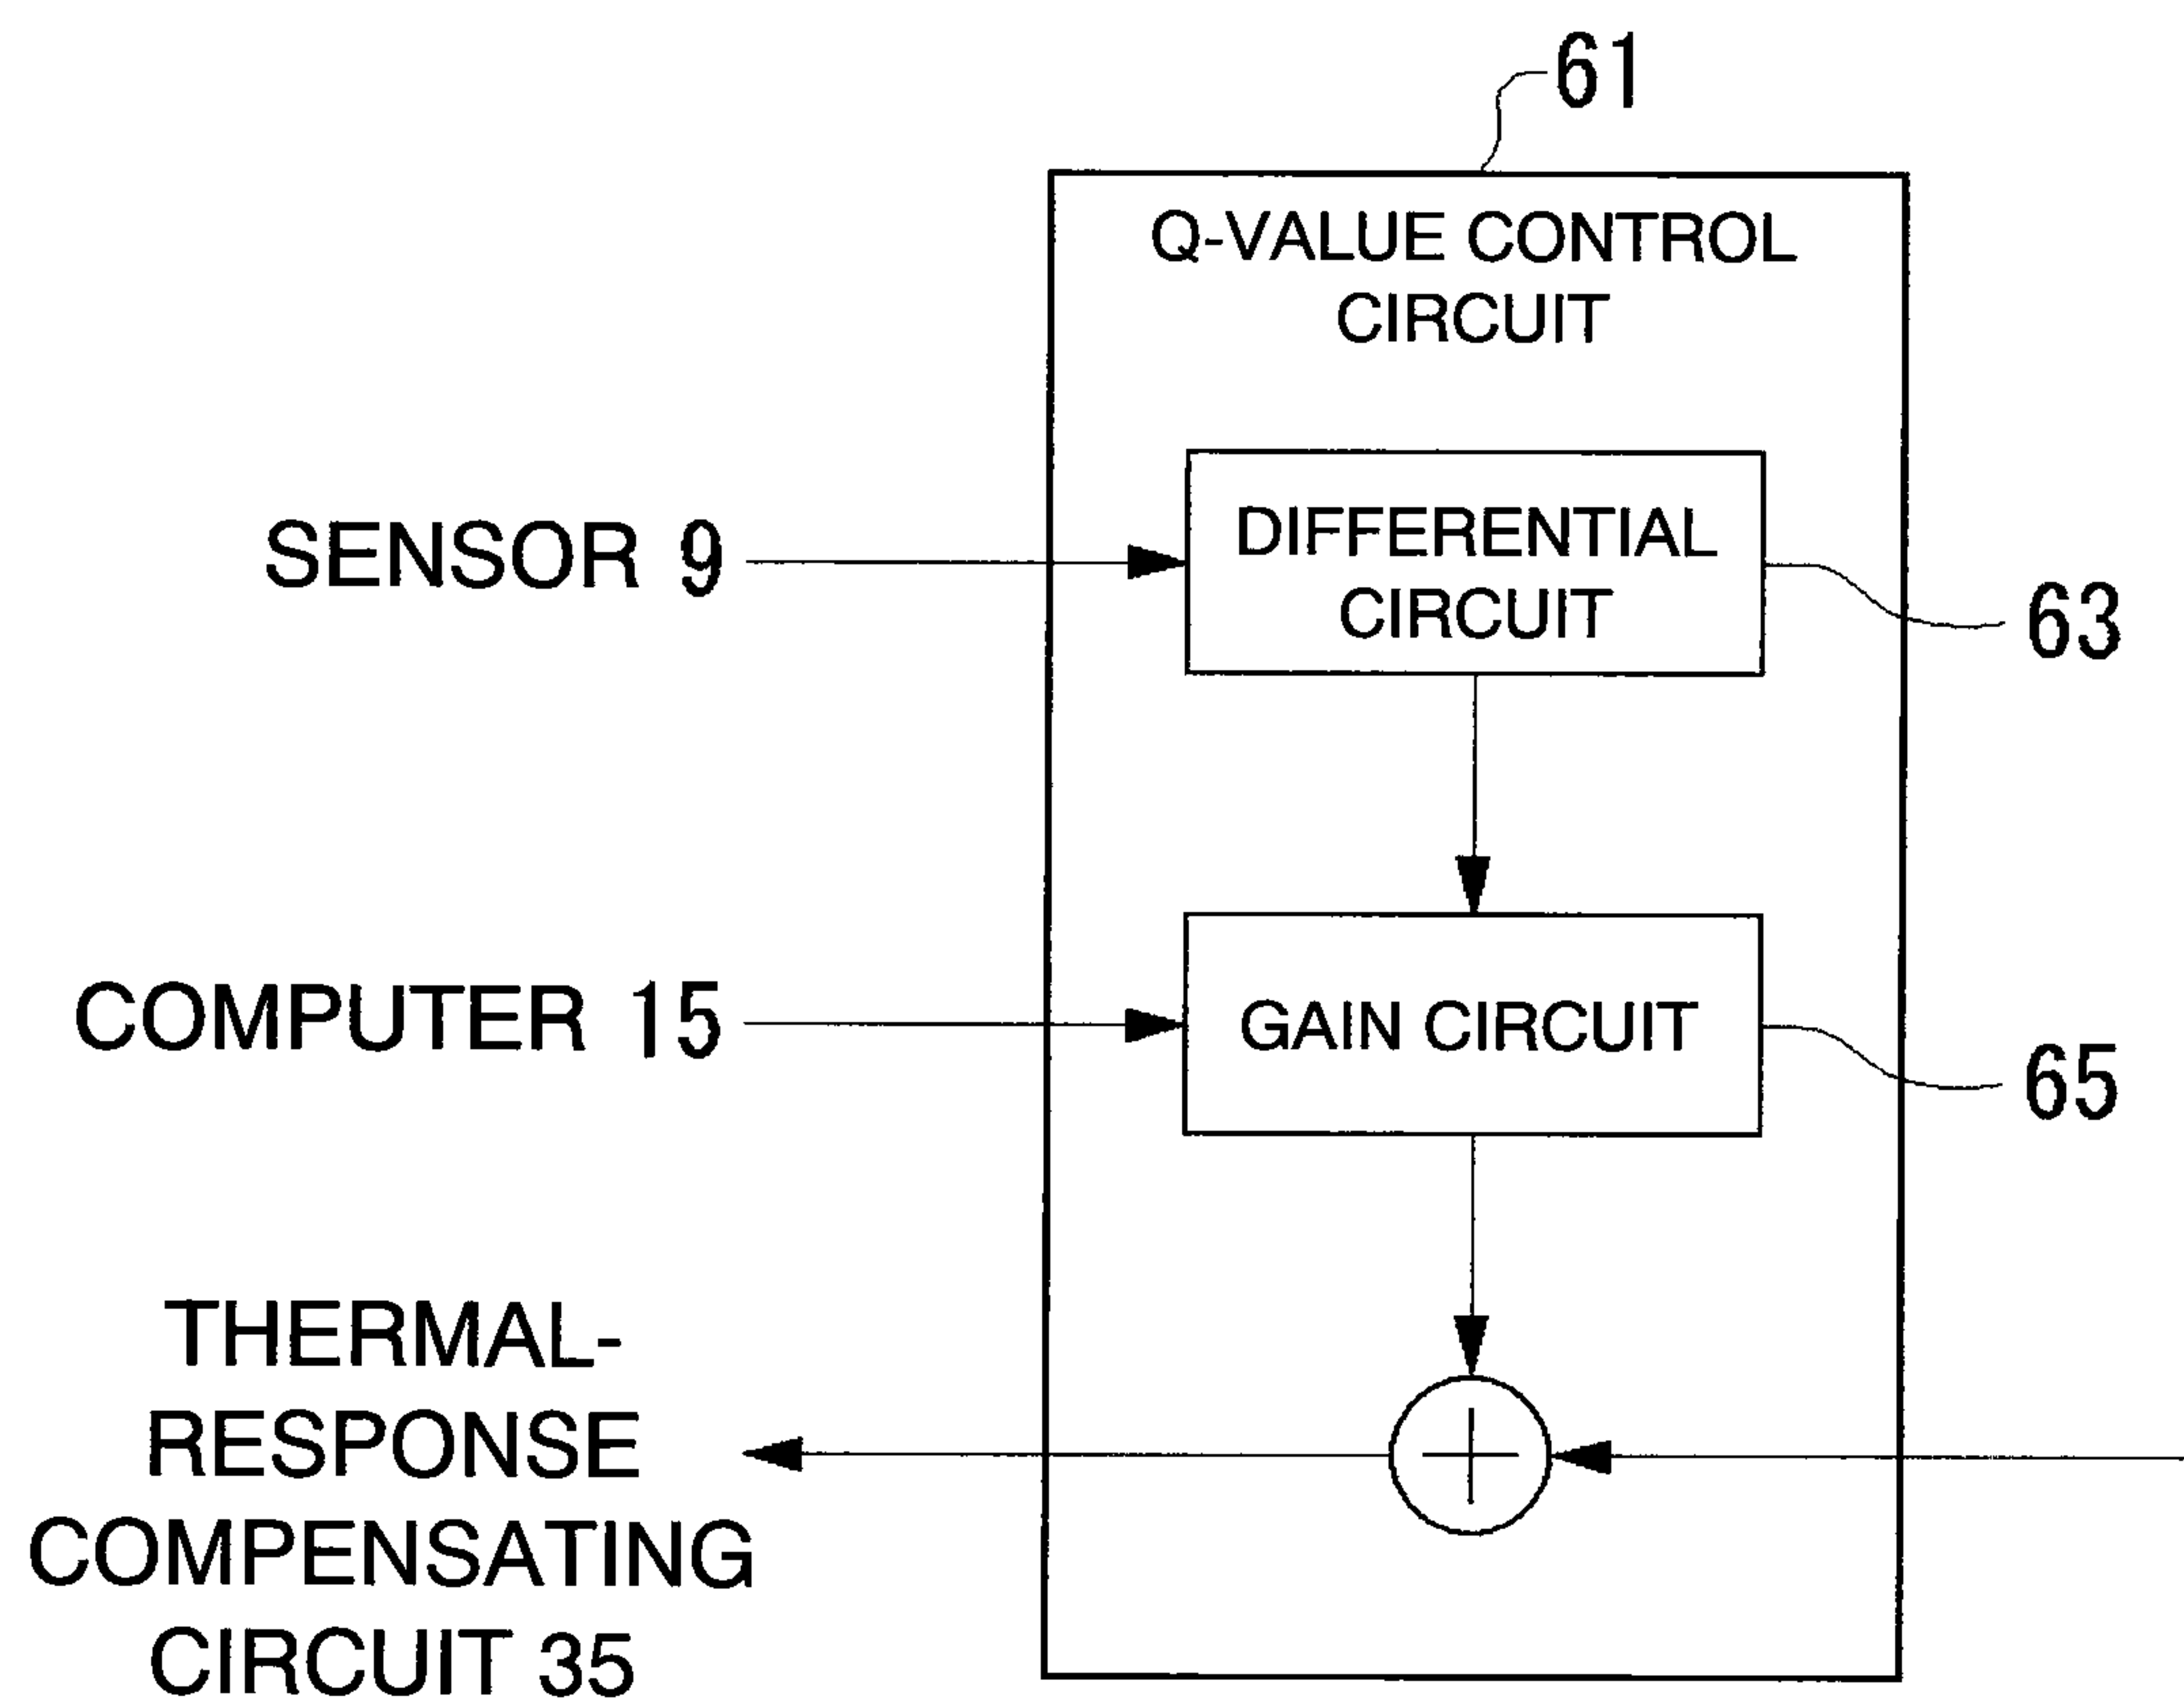 61
Q-VALUE CONTROL
CIRCUIT
DIFFERENTIAL
CIRCUIT
SENSOR 9
63
GAIN CIRCUIT
COMPUTER 15
65
THERMAL-
RESPONSE
COMPENSATING
CIRCUIT 35